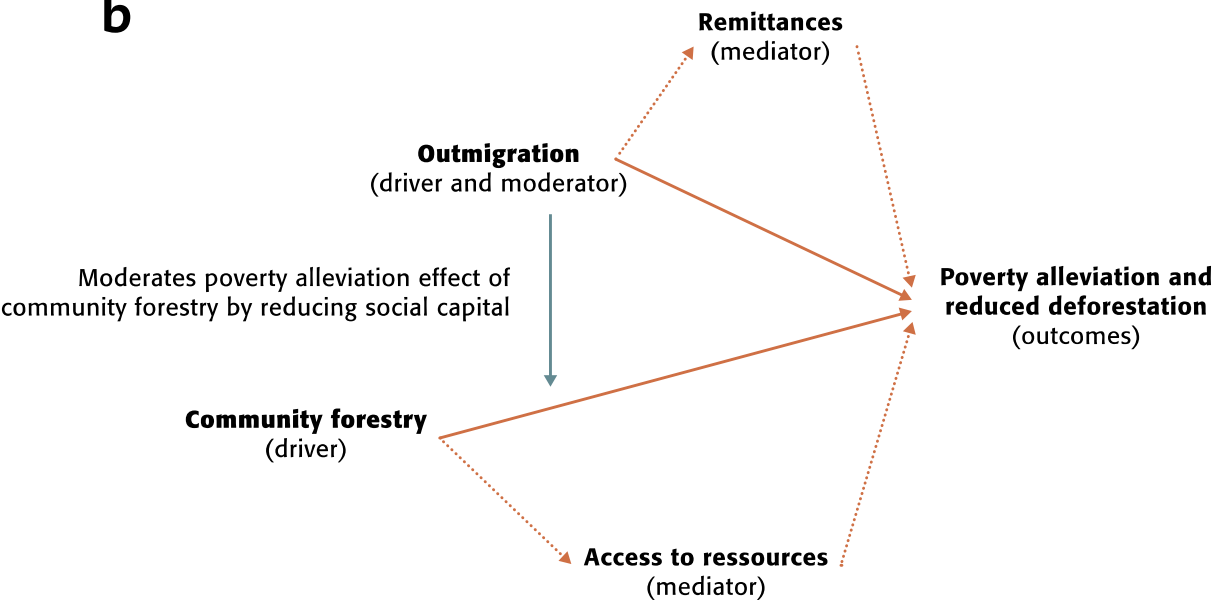 b
Remittances
(mediator)
Outmigration
(driver and moderator)
Moderates poverty alleviation effect of
community forestry by reducing social capital
Poverty alleviation and
reduced deforestation
(outcomes)
Community forestry
(driver)
Access to ressources
(mediator)